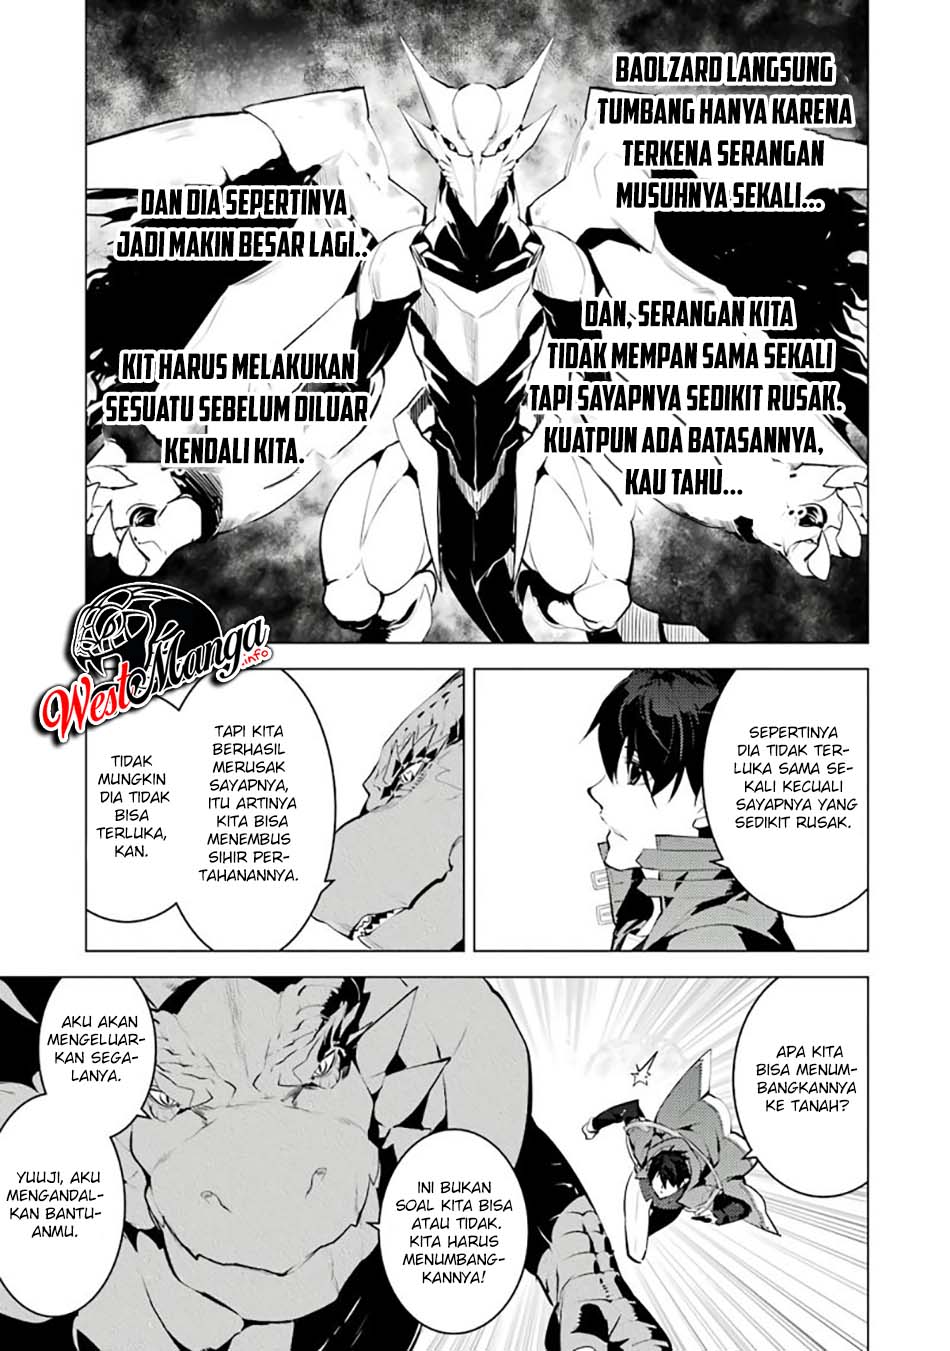 BAOLZARD LANGSUNG
TUMBANG HANYA KARENA
TERKENA SERANGAN
MUSUHNYA SEKALI...
DAN DIA SEPERTINYA
JADI MAKIN BESAR LAGI..
DAN, SERANGAN KITA
TIDAK MEMPAN SAMA SEKALI
TAPI SAYAPNYA SEDIKIT RUSAK.
KUATPUN ADA BATASANNYA,
KAU TAHU...
KIT HARUS MELAKUKAN
SESUATU SEBELUM DILUAR
KENDALI KITA.
WestManga
.info
SEPERTINYA
DIA TIDAK TER-
LUKA SAMA SE-
KALI KECUALI
SAYAPNYA YANG
SEDIKIT RUSAK.
TAPI KITA
BERHASIL
MERUSAK
SAYAPNYA,
ITU ARTINYA
KITA BISA
MENEMBUS
SIHIR PER-
TAHANANNYA.
TIDAK
MUNGKIN
DIA TIDAK
BISA
TERLUKA,
KAN.
APA KITA
BISA MENUM-
BANGKANNYA
KE TANAH?
INI BUKAN
SOAL KITA BISA
ATAU TIDAK.
KITA HARUS
MENUMBANG-
KANNYA!
AKU AKAN
MENGELUAR-
KAN SEGA-
LANYA.
YUUJI, AKU
MENGANDAL-
KAN BANTU-
ANMU.